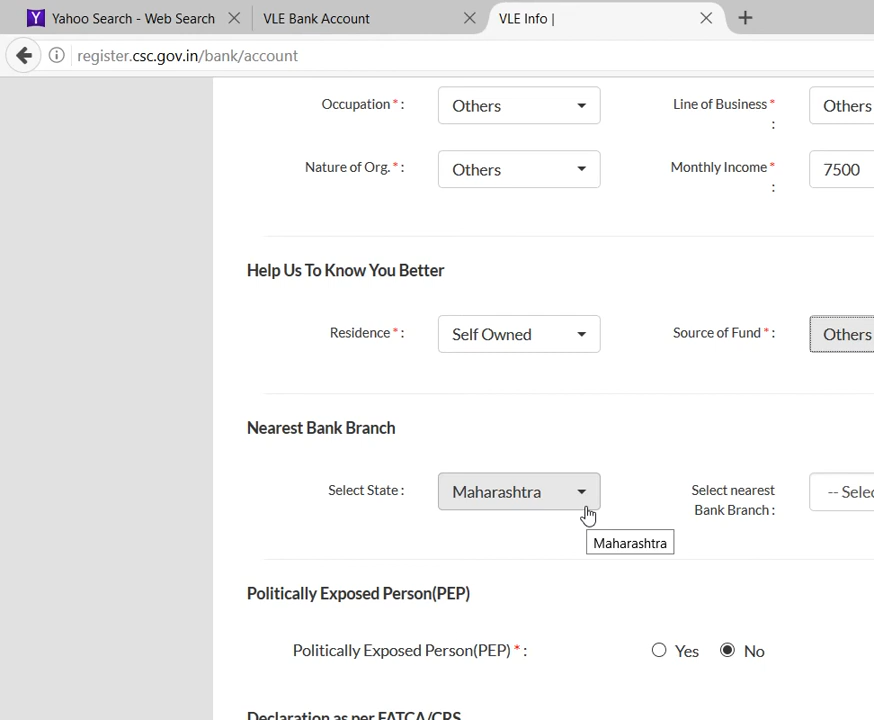 Yahoo Search - Web Search
VLE Bank Account
VLE Info |
register.csc.gov.in/bank/account
Occupation * :
Others
Line of Business * :
Others
Nature of Org. * :
Others
Monthly Income * :
7500
Help Us To Know You Better
Residence * :
Self Owned
Source of Fund * :
Others
Nearest Bank Branch
Select State :
Maharashtra
Select nearest
Bank Branch :
-- Selec
Maharashtra
Politically Exposed Person(PEP)
Politically Exposed Person(PEP) * :
Yes
No
Declaration as per FATCA/CRS